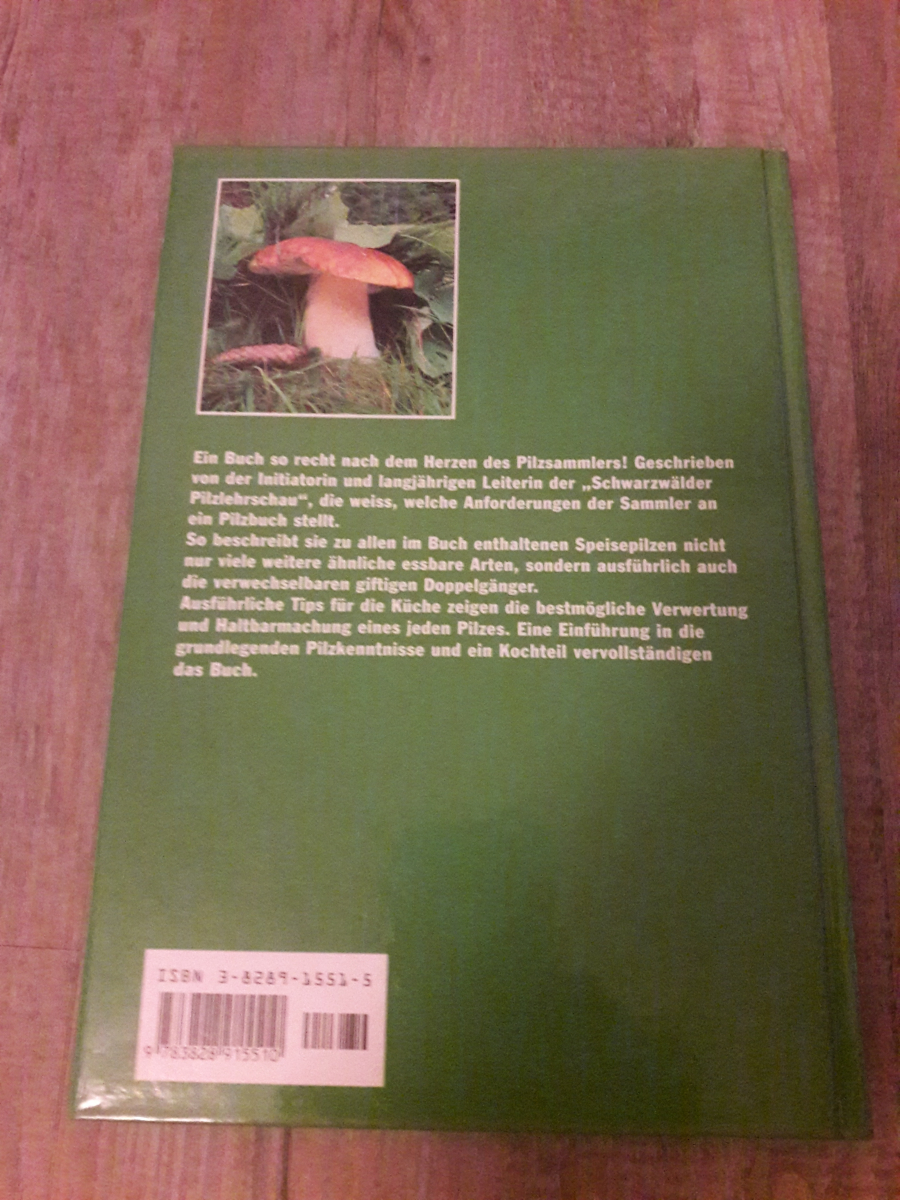 Ein Buch so recht nach dem Herzen des Pilzsammlers! Geschrieben
von der Initiatorin und langjährigen Leiterin der „Schwarzwälder
Pilzlehrschau“, die weiss, welche Anforderungen der Sammler an
ein Pilzbuch stellt.
So beschreibt sie zu allen im Buch enthaltenen Speisepilzen nicht
nur viele weitere ähnliche essbare Arten, sondern ausführlich auch
die verwechselbaren giftigen Doppelgänger.
Ausführliche Tips für die Küche zeigen die bestmögliche Verwertung
und Haltbarmachung eines jeden Pilzes. Eine Einführung in die
grundlegenden Pilzkenntnisse und ein Kochteil vervollständigen
das Buch.
ISBN 3-8289-1551-5
9 783828 915510